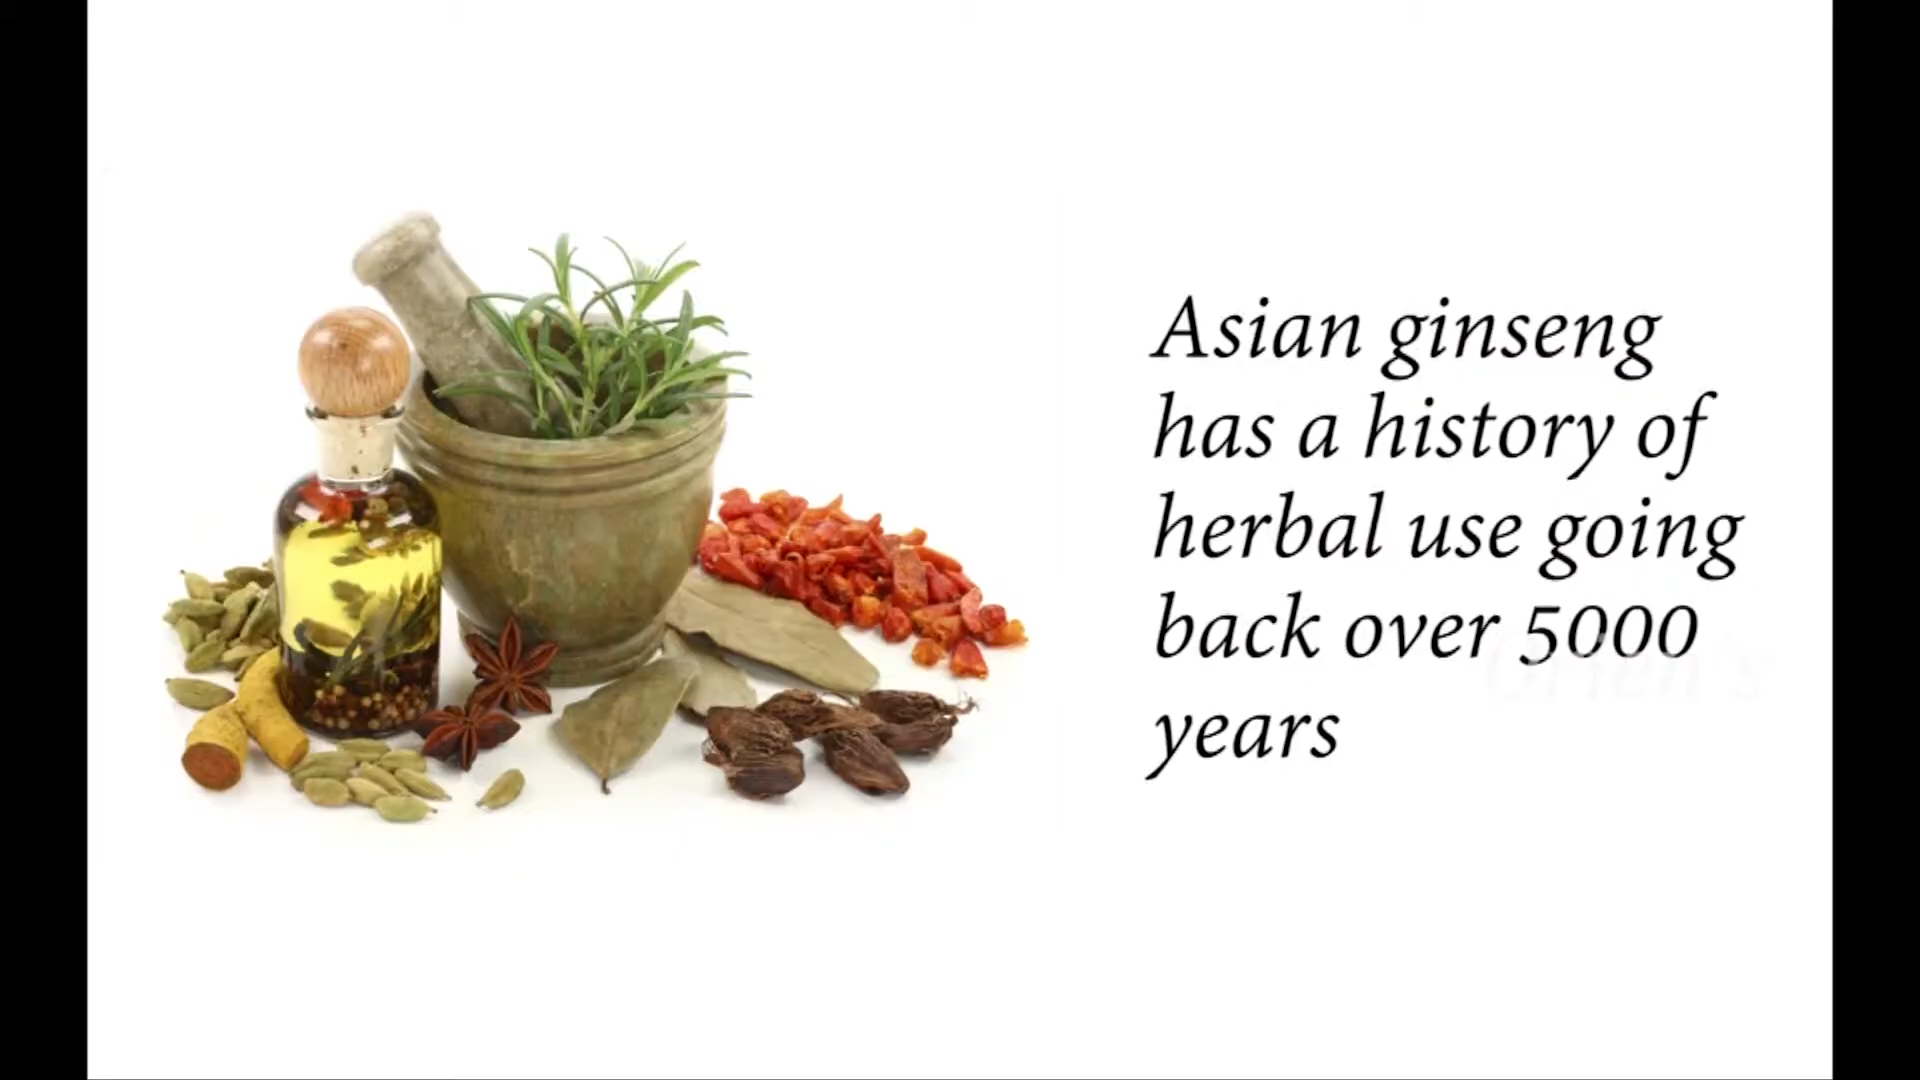 Asian ginseng
has a history of
herbal use going
back over 5000
years